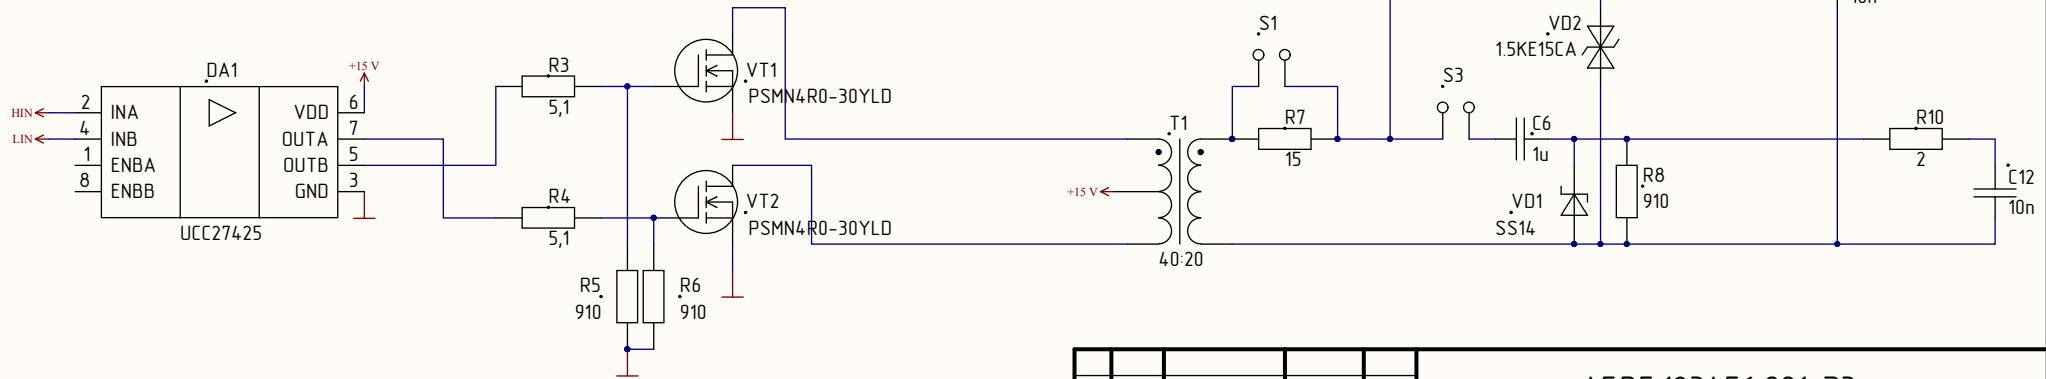 S1
VD2
1.5KE15CA
DA1
+15 V
R3
5,1
VT1
PSMN4R0-30YLD
S3
HIN
2 INA
VDD 6
LIN
4 INB
OUTA 7
1 ENBA
OUTB 5
8 ENBB
GND 3
UCC27425
R4
5,1
VT2
PSMN4R0-30YLD
T1
+15 V
40:20
R7
15
C6
1u
R10
2
VD1
SS14
R8
910
C12
10n
R5
910
R6
910